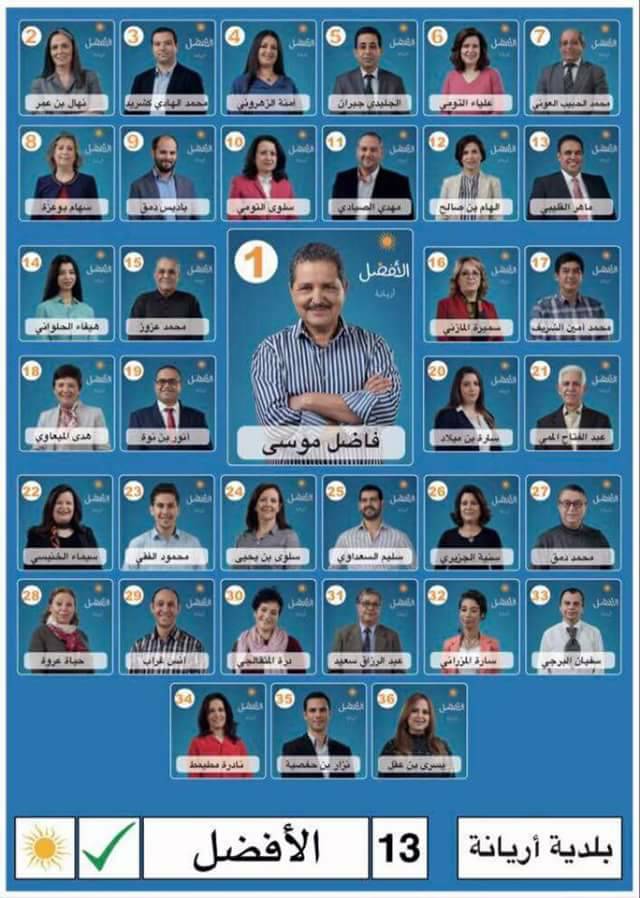 2
الأفضل
نهال بن عمر
3
الأفضل
محمد الهادي كشريد
4
الأفضل
آمنة الزهروني
5
الأفضل
الجليدي جبران
6
الأفضل
علياء التومي
7
الأفضل
محمد الحبيب العوني
8
الأفضل
سهام بوعزة
9
الأفضل
باديس دمق
10
الأفضل
سلوى التومي
11
الأفضل
مهدي الصيادي
12
الأفضل
الهام بن صالح
13
الأفضل
ماهر القليبي
14
الأفضل
هيفاء الحلواني
15
الأفضل
محمد عزوز
1
الأفضل
أريانة
فاضل موسى
16
الأفضل
سميرة المازني
17
الأفضل
محمد أمين الشريف
18
الأفضل
هدى الميعاوي
19
الأفضل
أنور بن نوة
20
الأفضل
سارة بن ميلاد
21
الأفضل
عبد الفتاح
22
الأفضل
سيماء الخنيسي
23
الأفضل
محمود الفقي
24
الأفضل
سلوى بن يحيى
25
الأفضل
سليم السعداوي
26
الأفضل
سنية الجزيري
27
الأفضل
محمد دمق
28
الأفضل
حياة عروة
29
الأفضل
أنس غراب
30
الأفضل
درة المنقالجي
31
الأفضل
عبد الرزاق سعيد
32
الأفضل
سارة المزراني
33
الأفضل
سفيان البرجي
34
الأفضل
نادرة مطيمط
35
الأفضل
نزار بن حفصية
36
الأفضل
يسرى بن عقل
بلدية أريانة
13
الأفضل